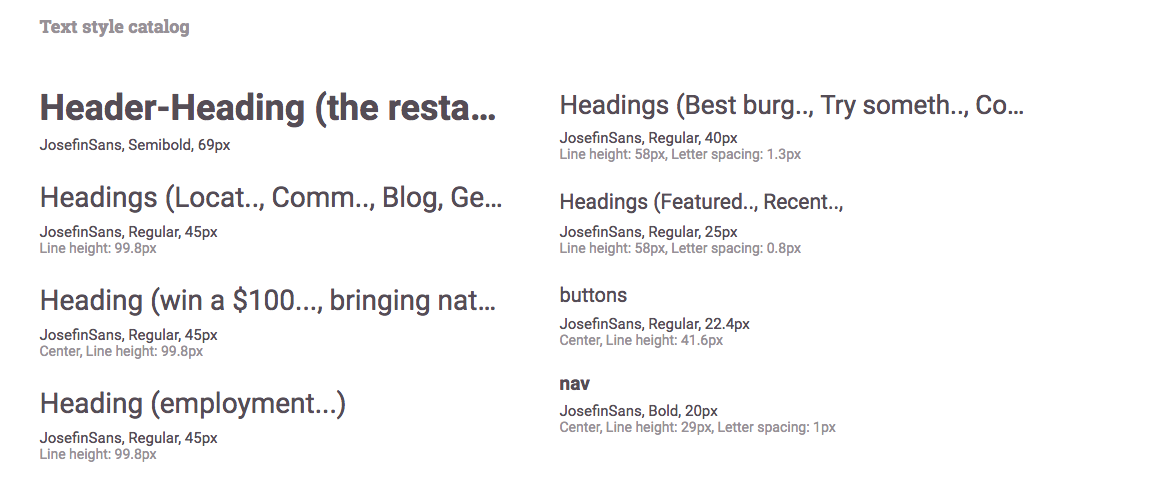 Text style catalog
Header-Heading (the resta...
JosefinSans, Semibold, 69px
Headings (Locat.., Comm.., Blog, Ge...
JosefinSans, Regular, 45px
Line height: 99.8px
Heading (win a $100..., bringing nat...
JosefinSans, Regular, 45px
Center, Line height: 99.8px
Heading (employment...)
JosefinSans, Regular, 45px
Line height: 99.8px
Headings (Best burg.., Try someth.., Co...
JosefinSans, Regular, 40px
Line height: 58px, Letter spacing: 1.3px
Headings (Featured.., Recent..,
JosefinSans, Regular, 25px
Line height: 58px, Letter spacing: 0.8px
buttons
JosefinSans, Regular, 22.4px
Center, Line height: 41.6px
nav
JosefinSans, Bold, 20px
Center, Line height: 29px, Letter spacing: 1px